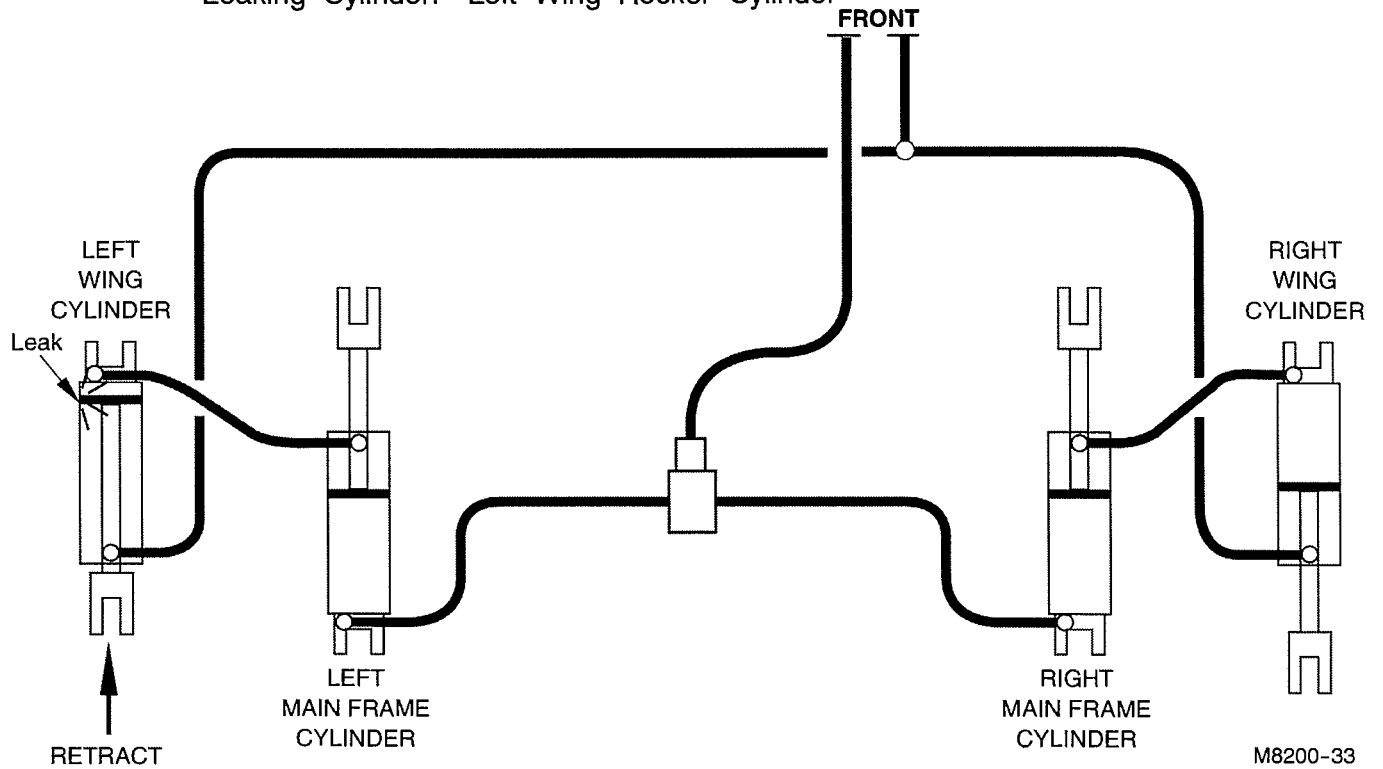 Leaking Cylinder: Left Wing Rocker Cylinder
FRONT
LEFT
WING
CYLINDER
RIGHT
WING
CYLINDER
Leak
LEFT
MAIN FRAME
CYLINDER
RIGHT
MAIN FRAME
CYLINDER
RETRACT
M8200-33